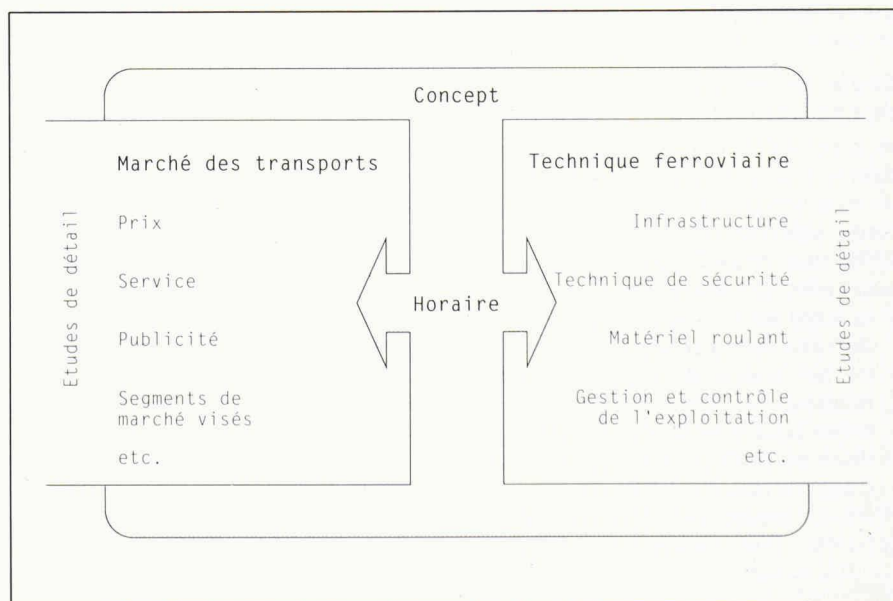 Concept
Marché des transports
Prix
Service
Publicité
Segments de
marché visés
etc.
Etudes de détail
Horaire
Technique ferroviaire
Infrastructure
Technique de sécurité
Matériel roulant
Gestion et contrôle
de l'exploitation
etc.
Etudes de détail